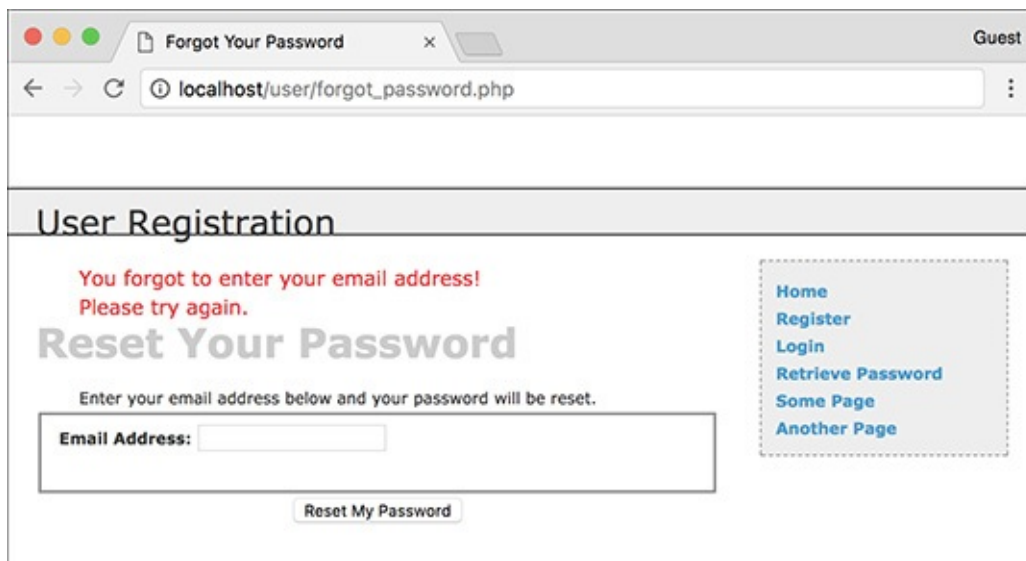 Forgot Your Password
Guest
localhost/user/forgot_password.php
User Registration
You forgot to enter your email address!
Please try again.
Reset Your Password
Enter your email address below and your password will be reset.
Email Address:
Reset My Password
Home
Register
Login
Retrieve Password
Some Page
Another Page